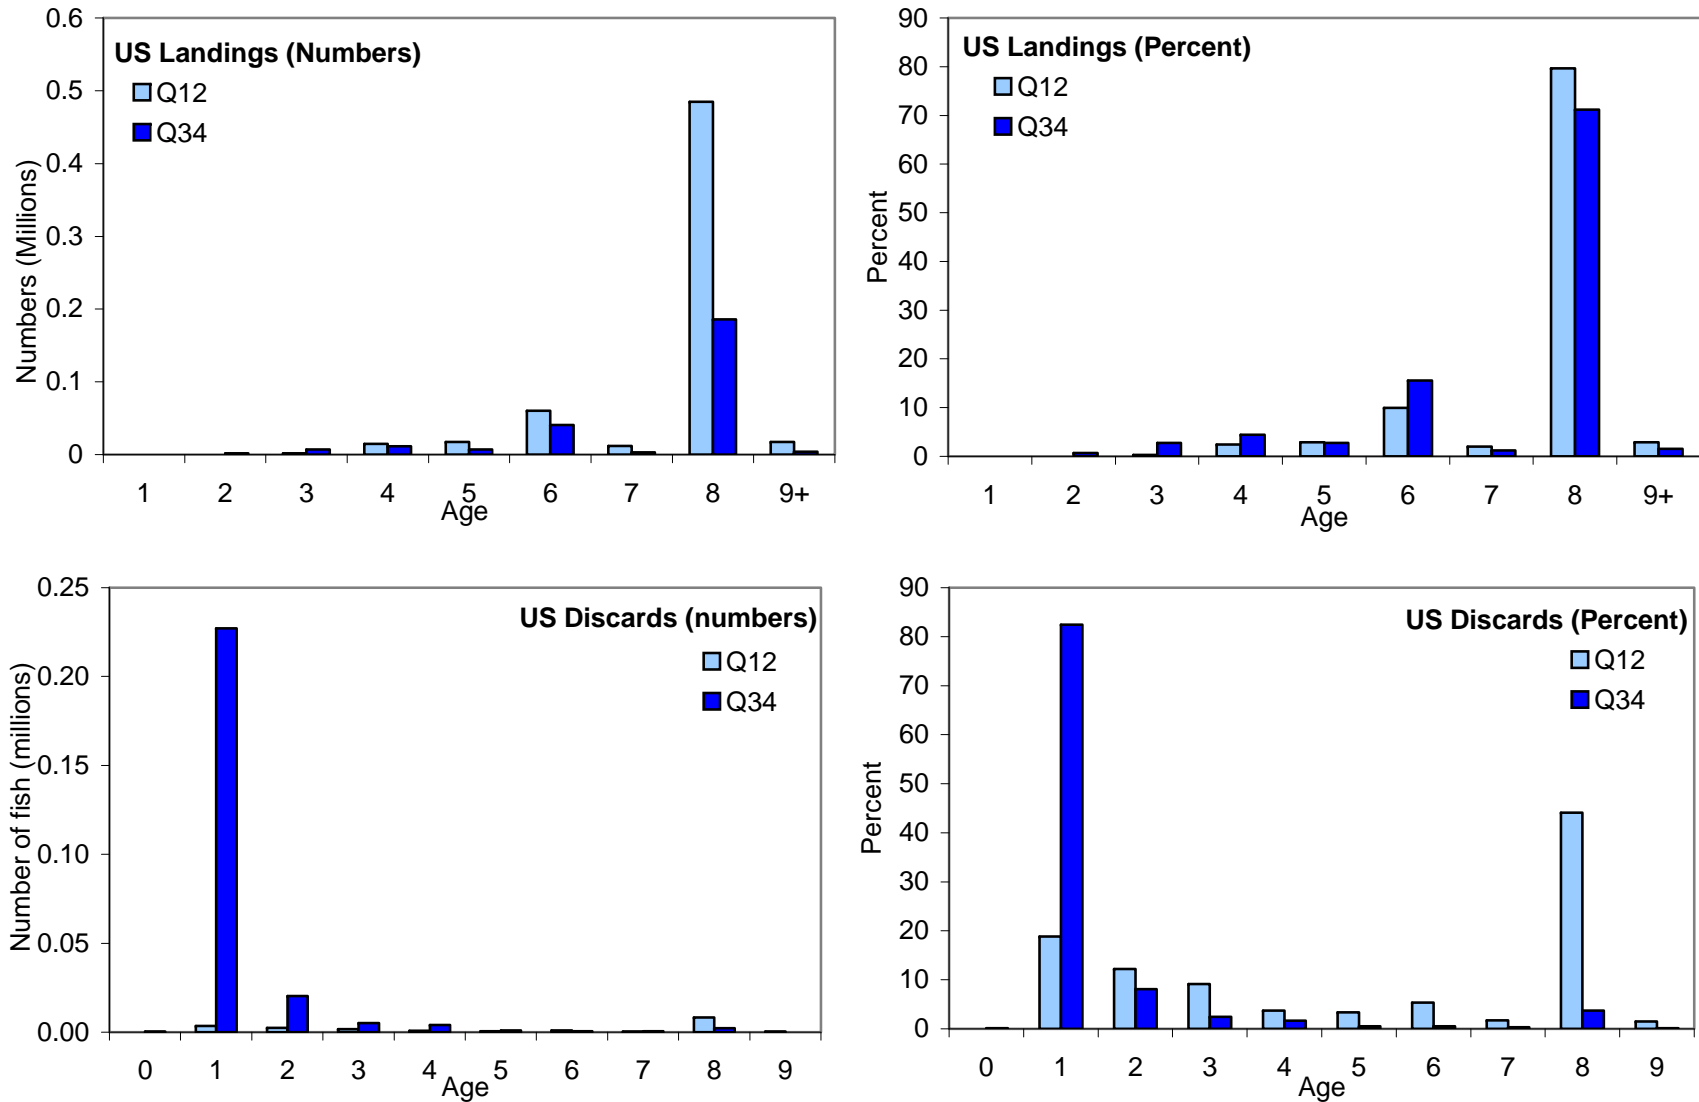 US Landings (Numbers)
Q12
Q34
Numbers (Millions)
0.6
0.5
0.4
0.3
0.2
0.1
0
1 2 3 4 5 6 7 8 9+
Age
US Landings (Percent)
Q12
Q34
Percent
90
80
70
60
50
40
30
20
10
0
1 2 3 4 5 6 7 8 9+
Age
US Discards (numbers)
Q12
Q34
Number of fish (millions)
0.25
0.20
0.15
0.10
0.05
0.00
0 1 2 3 4 5 6 7 8 9
Age
US Discards (Percent)
Q12
Q34
Percent
90
80
70
60
50
40
30
20
10
0
0 1 2 3 4 5 6 7 8 9
Age